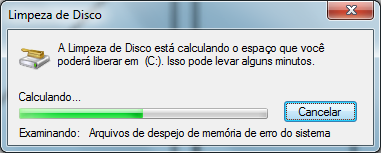 Limpeza de Disco
A Limpeza de Disco está calculando o espaço que você
poderá liberar em (C:). Isso pode levar alguns minutos.
Calculando...
Cancelar
Examinando: Arquivos de despejo de memória de erro do sistema